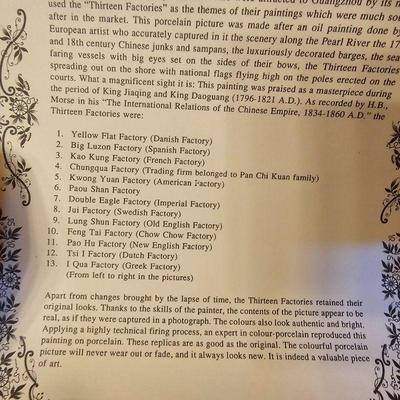 to Guangzhou by its
used the "Thirteen Factories" as the themes of their paintings which were much
after in the market. This porcelain picture was made after an oil painting done by
European artist who accurately captured in it the scenery along the Pearl River the 17
and 18th century Chinese junks and sampans, the luxuriously decorated barges, the sea
faring vessels with big eyes set on the sides of their bows, the Thirteen Factories
spreading out on the shore with national flags flying high on the poles erected on the
courts. What a magnificent sight it is: This painting was praised as a masterpiece during
the period of King Jiaqing and King Daoguang (1796-1821 A.D.). As recorded by H.B.,
Morse in his "The International Relations of the Chinese Empire, 1834-1860 A.D." the
Thirteen Factories were:
1. Yellow Flat Factory (Danish Factory)
2. Big Luzon Factory (Spanish Factory)
3. Kao Kung Factory (French Factory)
4. Chungqua Factory (Trading firm belonged to Pan Chi Kuan family)
5. Kwong Yuan Factory (American Factory)
6. Paou Shan Factory
7. Double Eagle Factory (Imperial Factory)
8. Jui Factory (Swedish Factory)
9. Lung Shun Factory (Old English Factory)
10. Feng Tai Factory (Chow Chow Factory)
11. Pao Hu Factory (New English Factory)
12. Tsi I Factory (Dutch Factory)
13. I Qua Factory (Greek Factory)
(From left to right in the pictures)
Apart from changes brought by the lapse of time, the Thirteen Factories retained their
original looks. Thanks to the skills of the painter, the contents of the picture appear to be
real, as if they were captured in a photograph. The colours also look authentic and bright.
Applying a highly technical firing process, an expert in colour-porcelain reproduced this
painting on porcelain. These replicas are as good as the original. The colourful porcelain
picture will never wear out or fade, and it always looks new. It is indeed a valuable piece
of art.